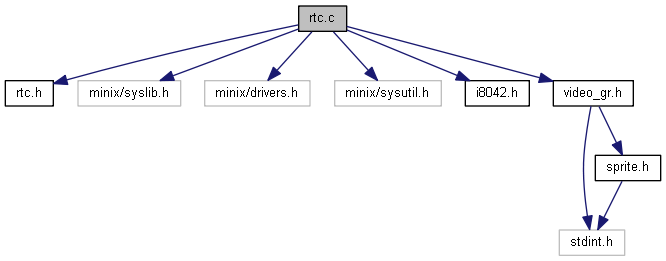 rtc.c
rtc.h
minix/syslib.h
minix/drivers.h
minix/sysutil.h
i8042.h
video_gr.h
sprite.h
stdint.h